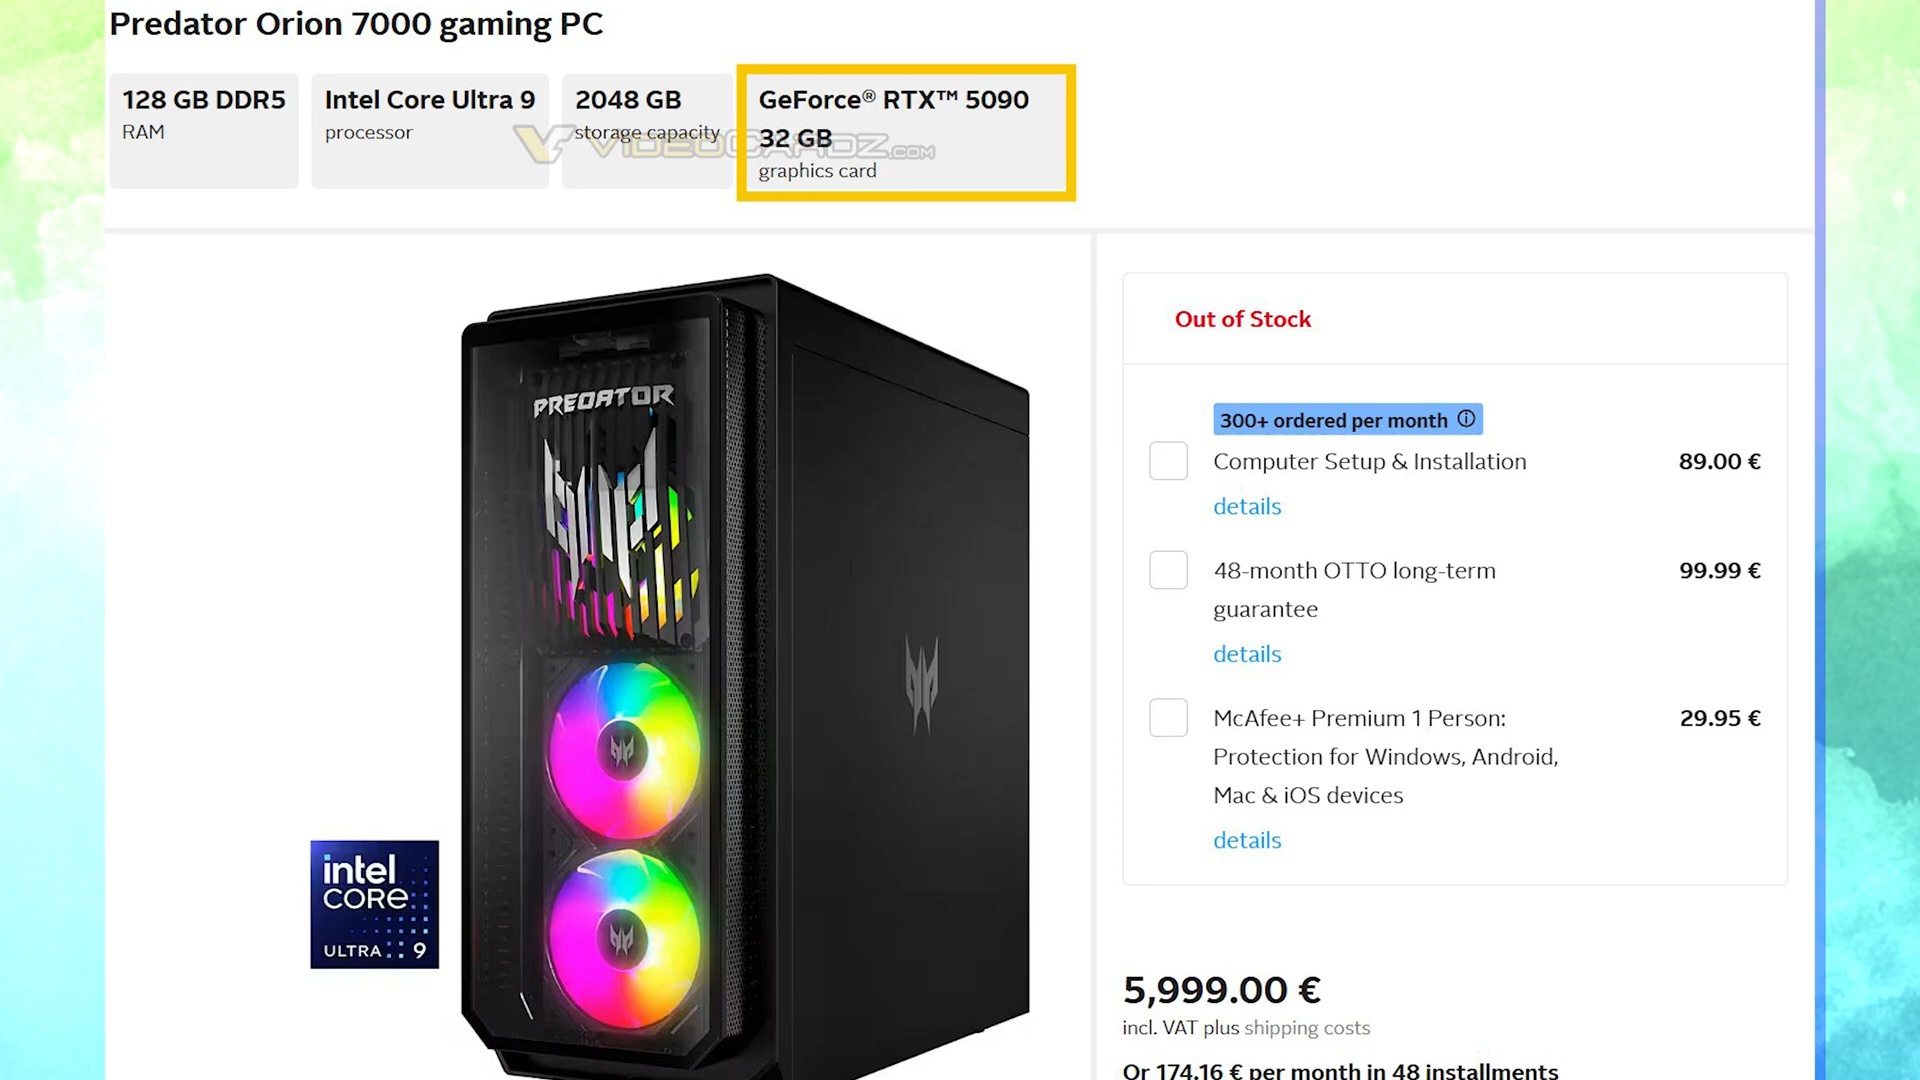 Predator Orion 7000 gaming PC
128 GB DDR5
RAM
Intel Core Ultra 9
processor
2048 GB
storage capacity
GeForce® RTX™ 5090
32 GB
graphics card
VIDEOCARDZ.COM
Out of Stock
300+ ordered per month
Computer Setup & Installation
89.00 €
details
48-month OTTO long-term
guarantee
99.99 €
details
McAfee+ Premium 1 Person:
Protection for Windows, Android,
Mac & iOS devices
29.95 €
details
PREDATOR
intel
CORE
ULTRA 9
5,999.00 €
incl. VAT plus shipping costs
Or 174.16 € per month in 48 installments